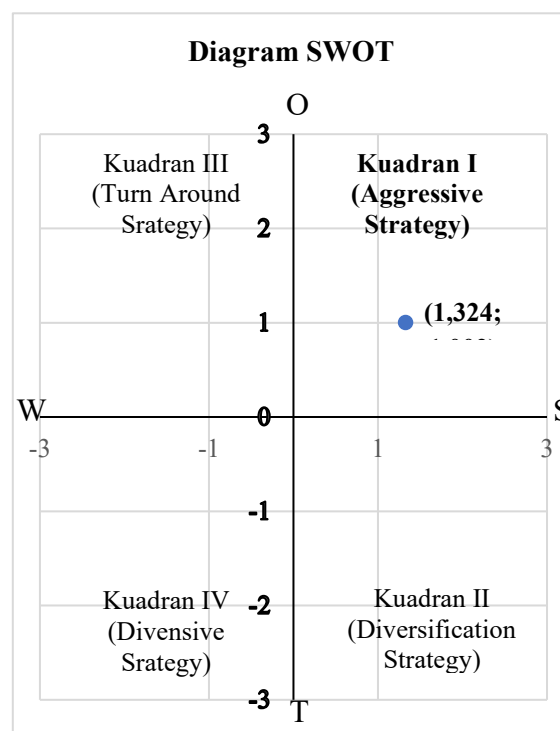 Diagram SWOT
O
3
Kuadran III
(Turn Around
Srategy)
Kuadran I
(Aggressive
Strategy)
2
1
(1,324;
W
0
S
-3
-1
1
3
-1
-2
Kuadran IV
(Divensive
Srategy)
Kuadran II
(Diversification
Strategy)
-3
T